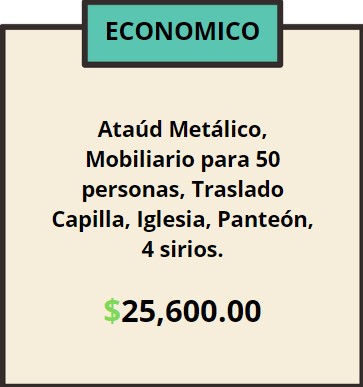 ECONOMICO
Ataúd Metálico,
Mobiliario para 50
personas, Traslado
Capilla, Iglesia, Panteón,
4 sirios.
$25,600.00